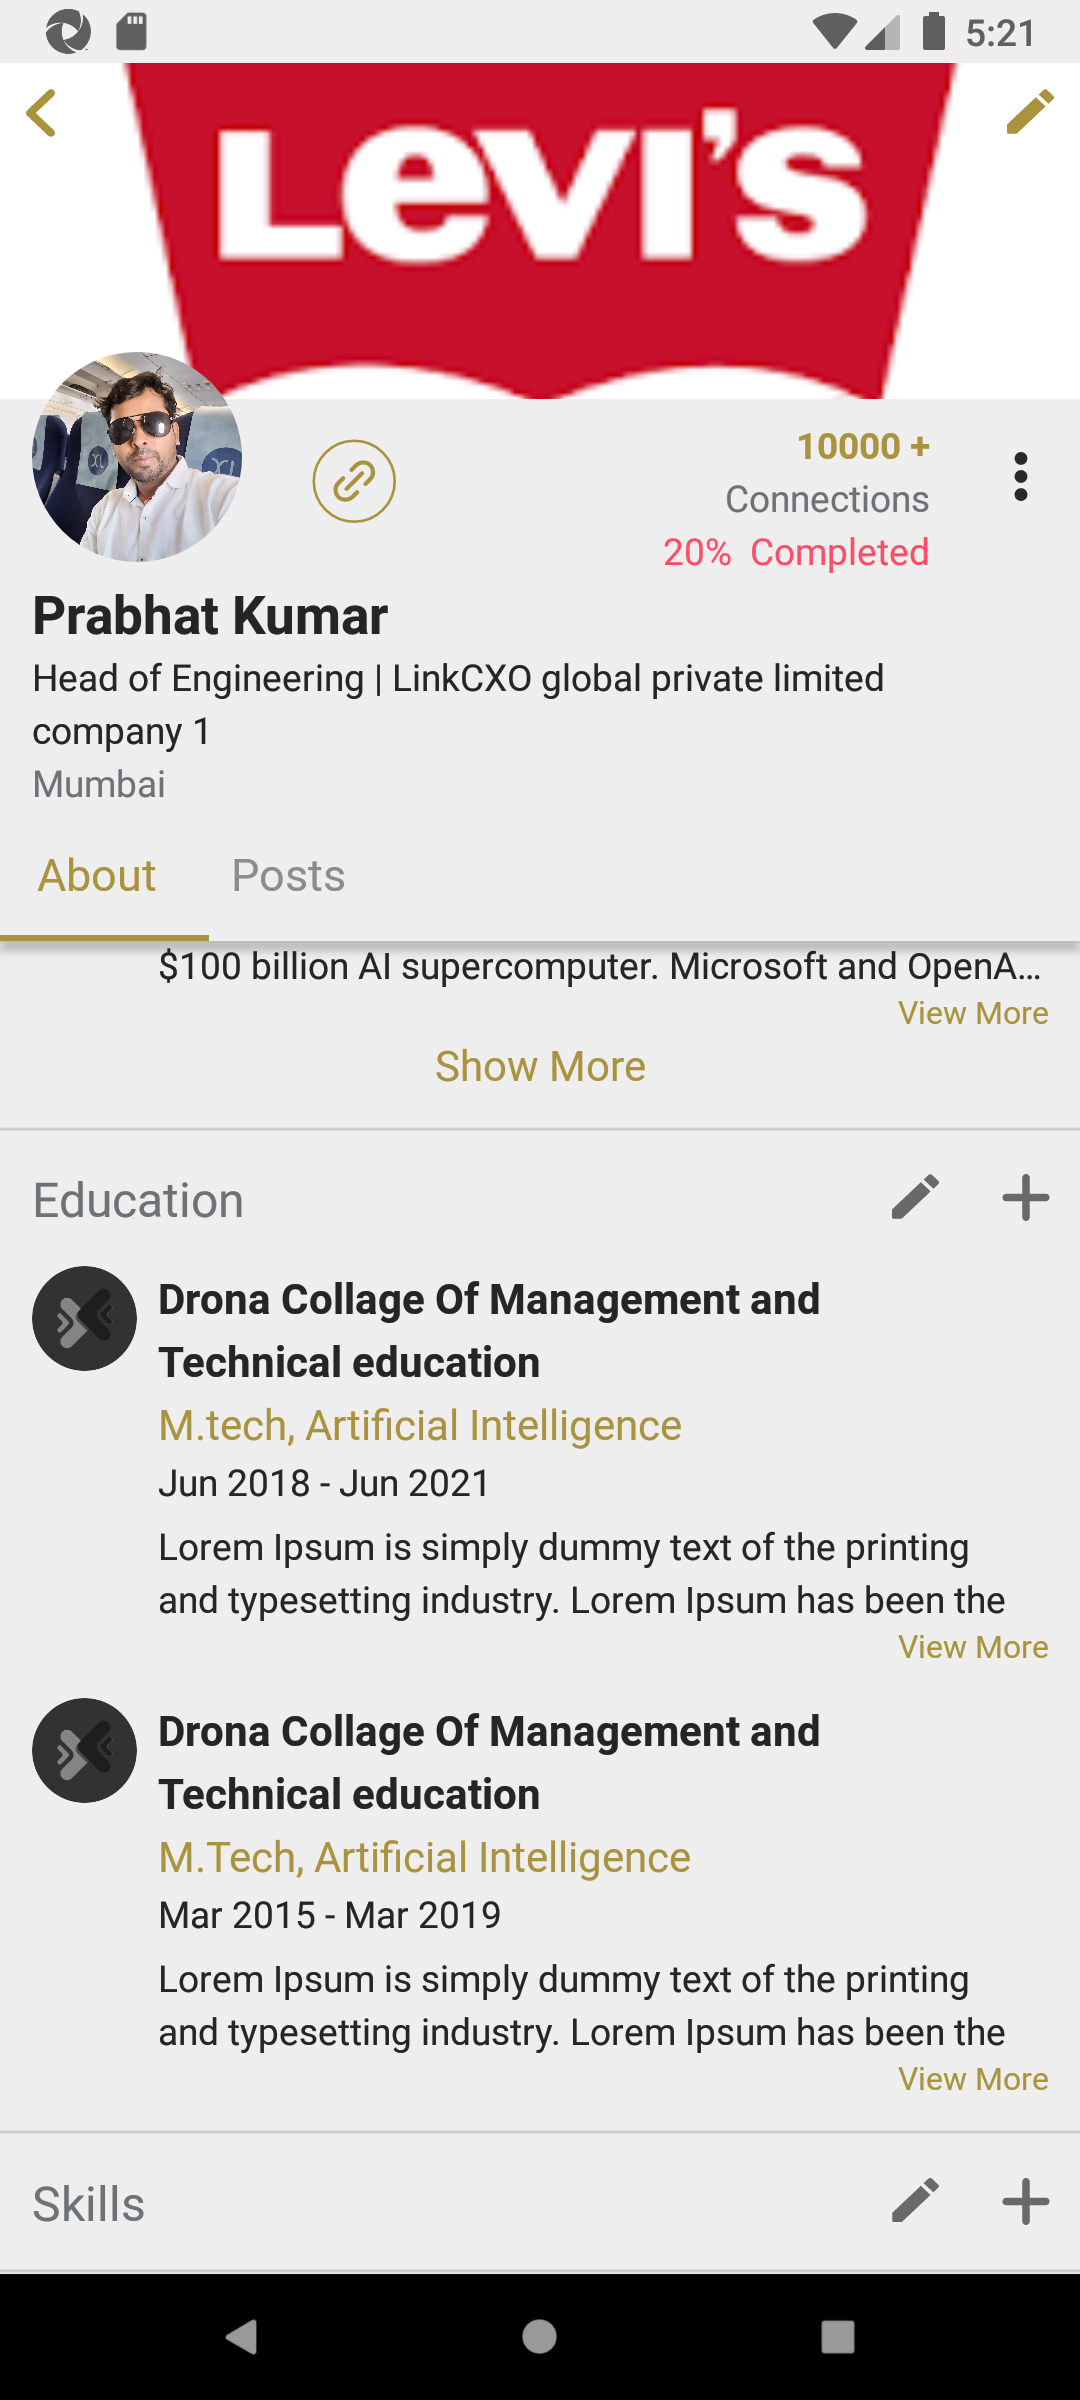 5:21
Levi's
10000 +
Connections
20% Completed
Prabhat Kumar
Head of Engineering | LinkCXO global private limited
company 1
Mumbai
About Posts
$100 billion AI supercomputer. Microsoft and OpenA...
View More
Show More
Education
Drona Collage Of Management and
Technical education
M.tech, Artificial Intelligence
Jun 2018 - Jun 2021
Lorem Ipsum is simply dummy text of the printing
and typesetting industry. Lorem Ipsum has been the
View More
Drona Collage Of Management and
Technical education
M.Tech, Artificial Intelligence
Mar 2015 - Mar 2019
Lorem Ipsum is simply dummy text of the printing
and typesetting industry. Lorem Ipsum has been the
View More
Skills